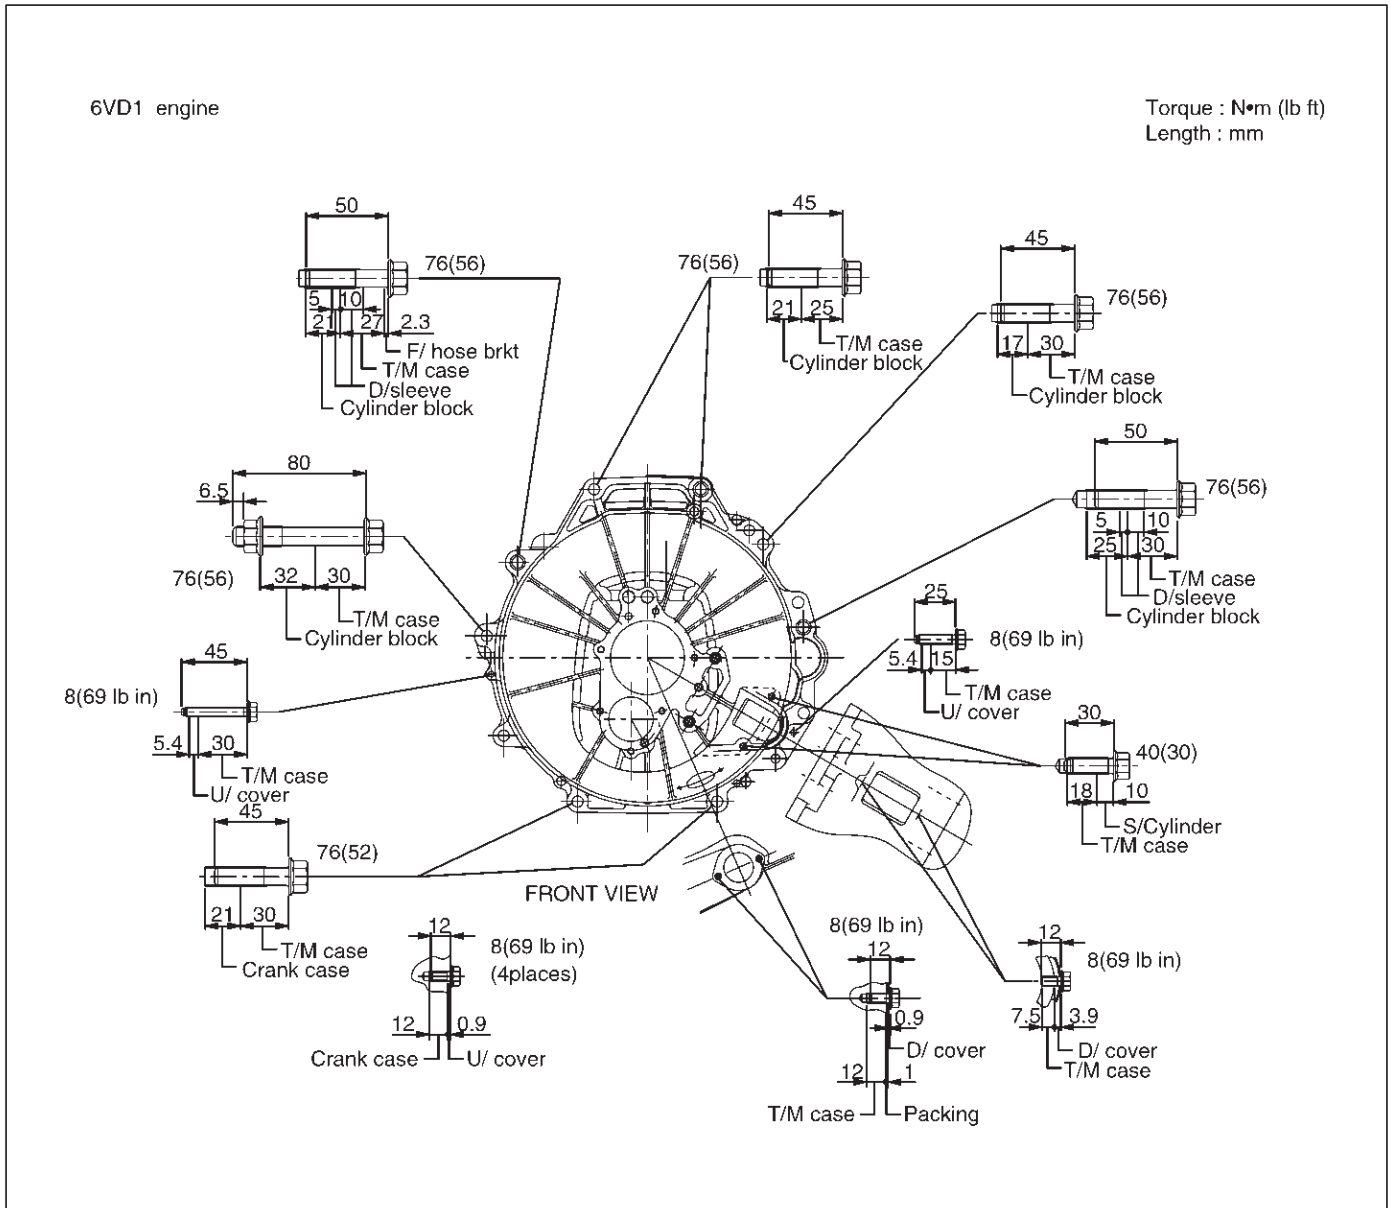 6VD1 engine
Torque : N•m (lb ft)
Length : mm
50
76(56)
5 10
21 27 2.3
F/ hose brkt
T/M case
D/sleeve
Cylinder block
45
76(56)
21 25
T/M case
Cylinder block
45
76(56)
17 30
T/M case
Cylinder block
80
6.5
76(56)
32 30
T/M case
Cylinder block
50
76(56)
5 10
25 30
T/M case
D/sleeve
Cylinder block
25
8(69 lb in)
5.4 15
T/M case
U/ cover
45
8(69 lb in)
5.4 30
T/M case
U/ cover
30
40(30)
18 10
S/Cylinder
T/M case
45
76(52)
21 30
T/M case
Crank case
FRONT VIEW
12
8(69 lb in)
(4places)
12 0.9
Crank case U/ cover
8(69 lb in)
12
0.9
D/ cover
12 1
T/M case Packing
12
8(69 lb in)
7.5 3.9
D/ cover
T/M case